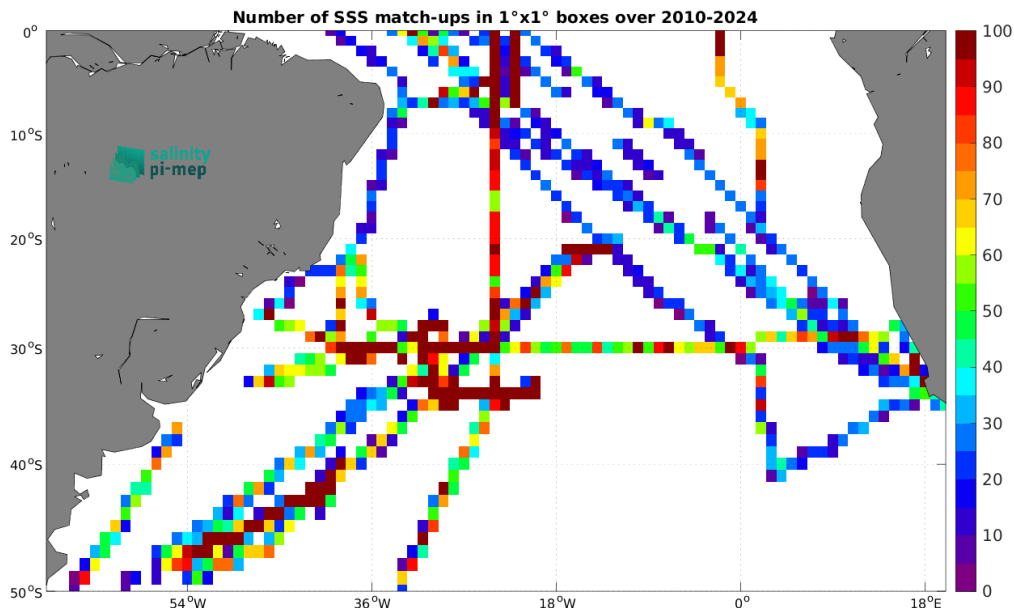 Number of SSS match-ups in 1°x1° boxes over 2010-2024
0°
10°S
20°S
30°S
40°S
50°S
salinity
pi-mep
54°W
36°W
18°W
0°
18°E
100
90
80
70
60
50
40
30
20
10
0